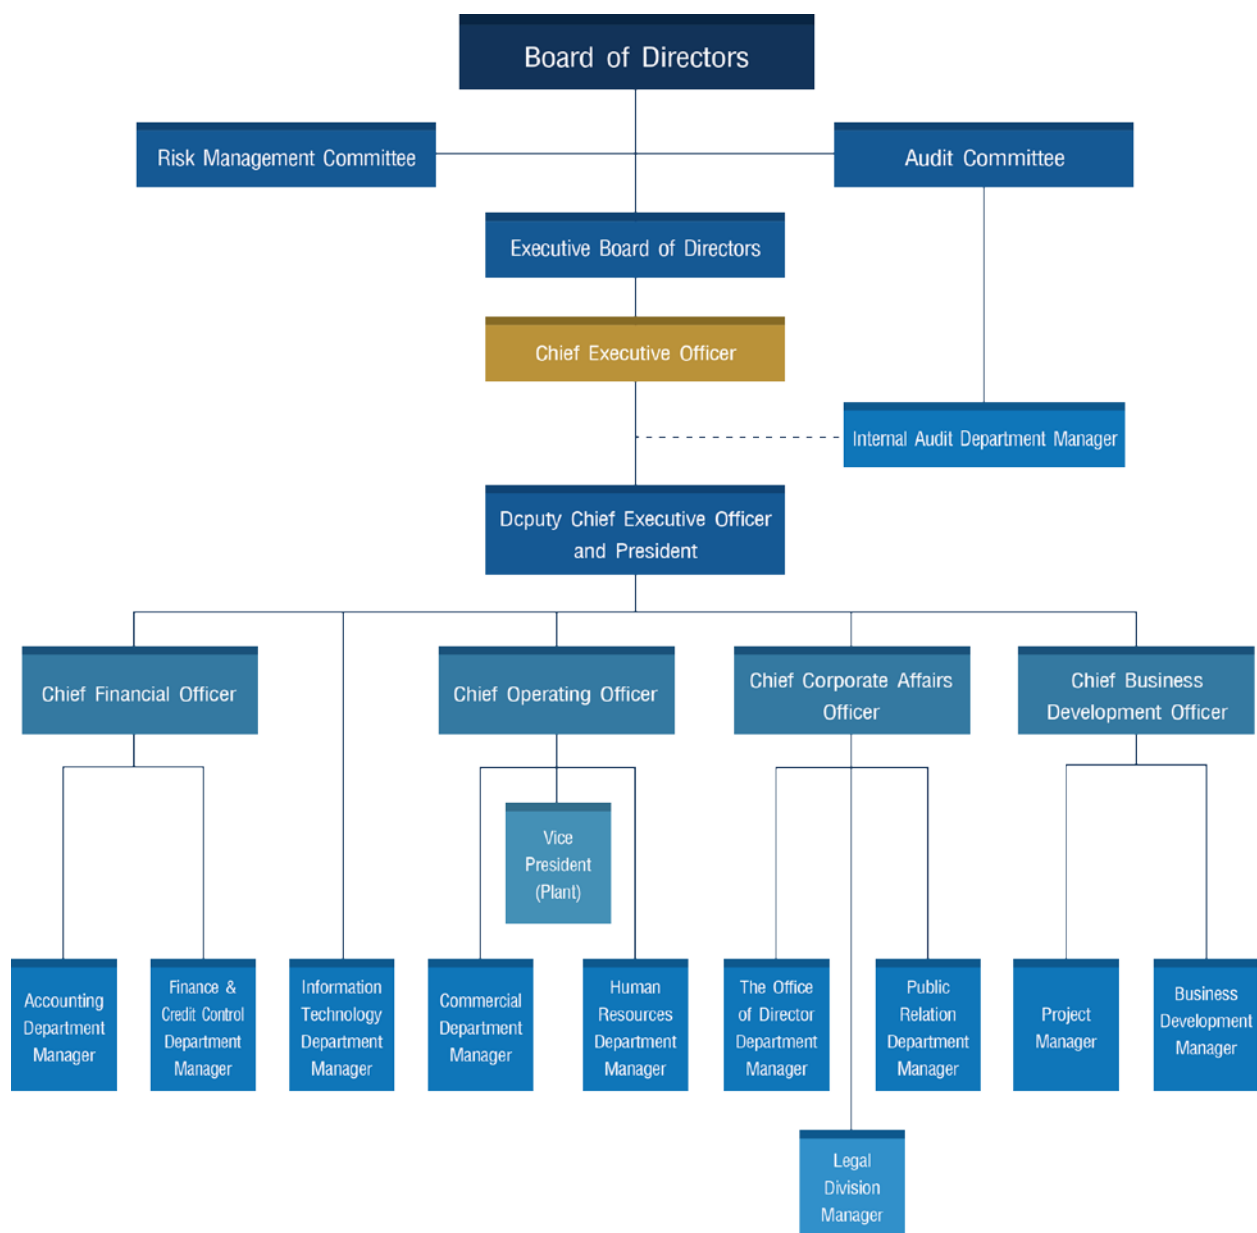 Board of Directors
Risk Management Committee
Audit Committee
Executive Board of Directors
Chief Executive Officer
Internal Audit Department Manager
Dcputy Chief Executive Officer
and President
Chief Financial Officer
Chief Operating Officer
Chief Corporate Affairs
Officer
Chief Business
Development Officer
Vice
President
(Plant)
Accounting
Department
Manager
Finance &
Credit Control
Department
Manager
Information
Technology
Department
Manager
Commercial
Department
Manager
Human
Resources
Department
Manager
The Office
of Director
Department
Manager
Public
Relation
Department
Manager
Project
Manager
Business
Development
Manager
Legal
Division
Manager